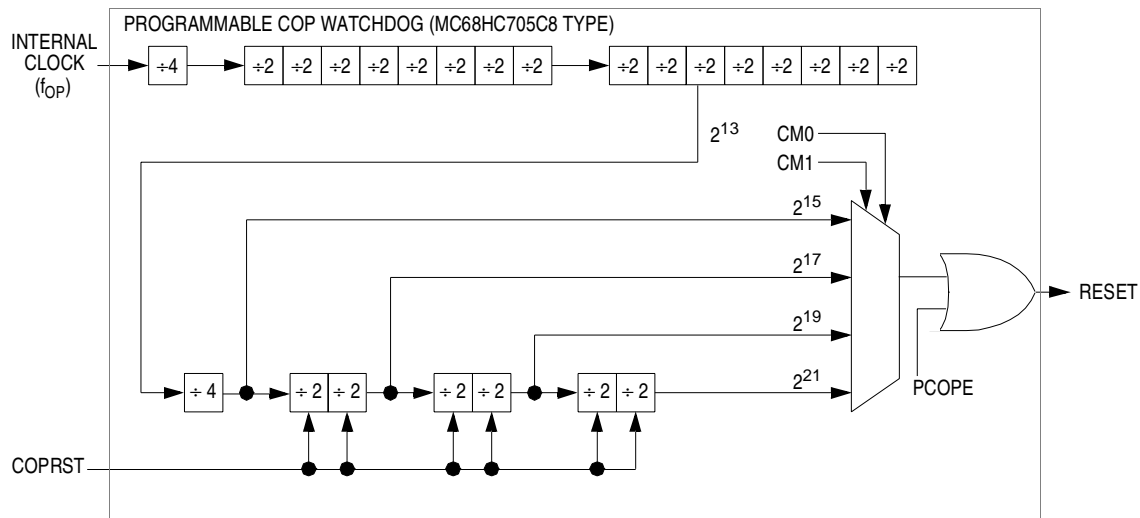 PROGRAMMABLE COP WATCHDOG (MC68HC705C8 TYPE)
INTERNAL
CLOCK
(fOP)
÷4
÷2 ÷2 ÷2 ÷2 ÷2 ÷2 ÷2 ÷2
÷2 ÷2 ÷2 ÷2 ÷2 ÷2 ÷2 ÷2
2^13
CM0
CM1
2^15
2^17
2^19
2^21
RESET
PCOPE
÷ 4
÷ 2 ÷ 2
÷ 2 ÷ 2
÷ 2 ÷ 2
COPRST